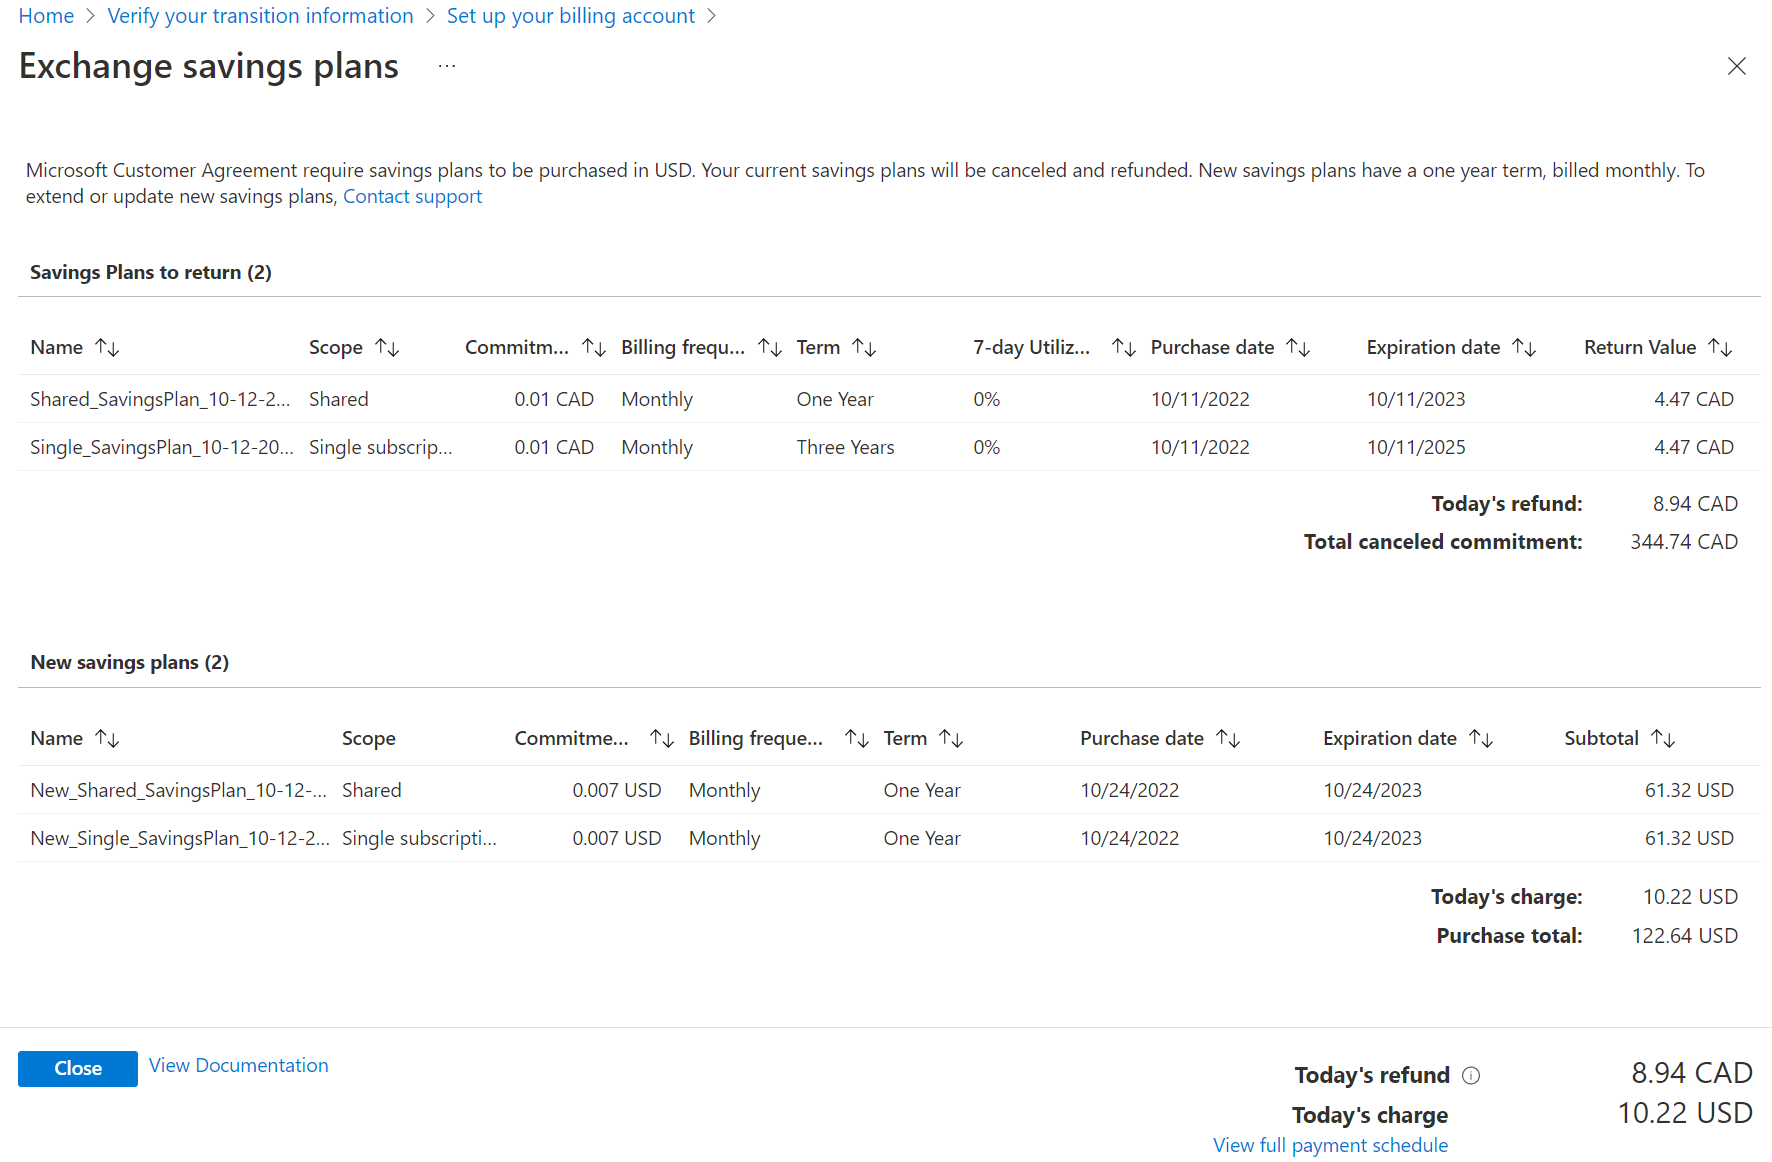 Home > Verify your transition information > Set up your billing account >
Exchange savings plans ...
Microsoft Customer Agreement require savings plans to be purchased in USD. Your current savings plans will be canceled and refunded. New savings plans have a one year term, billed monthly. To
extend or update new savings plans, Contact support
Savings Plans to return (2)
Name Scope Commitm... Billing frequ... Term 7-day Utiliz... Purchase date Expiration date Return Value
Shared_SavingsPlan_10-12-2... Shared 0.01 CAD Monthly One Year 0% 10/11/2022 10/11/2023 4.47 CAD
Single_SavingsPlan_10-12-20... Single subscrip... 0.01 CAD Monthly Three Years 0% 10/11/2022 10/11/2025 4.47 CAD
Today's refund: 8.94 CAD
Total canceled commitment: 344.74 CAD
New savings plans (2)
Name Scope Commitme... Billing freque... Term Purchase date Expiration date Subtotal
New_Shared_SavingsPlan_10-12-... Shared 0.007 USD Monthly One Year 10/24/2022 10/24/2023 61.32 USD
New_Single_SavingsPlan_10-12-2... Single subscripti... 0.007 USD Monthly One Year 10/24/2022 10/24/2023 61.32 USD
Today's charge: 10.22 USD
Purchase total: 122.64 USD
Close View Documentation
Today's refund 8.94 CAD
Today's charge 10.22 USD
View full payment schedule